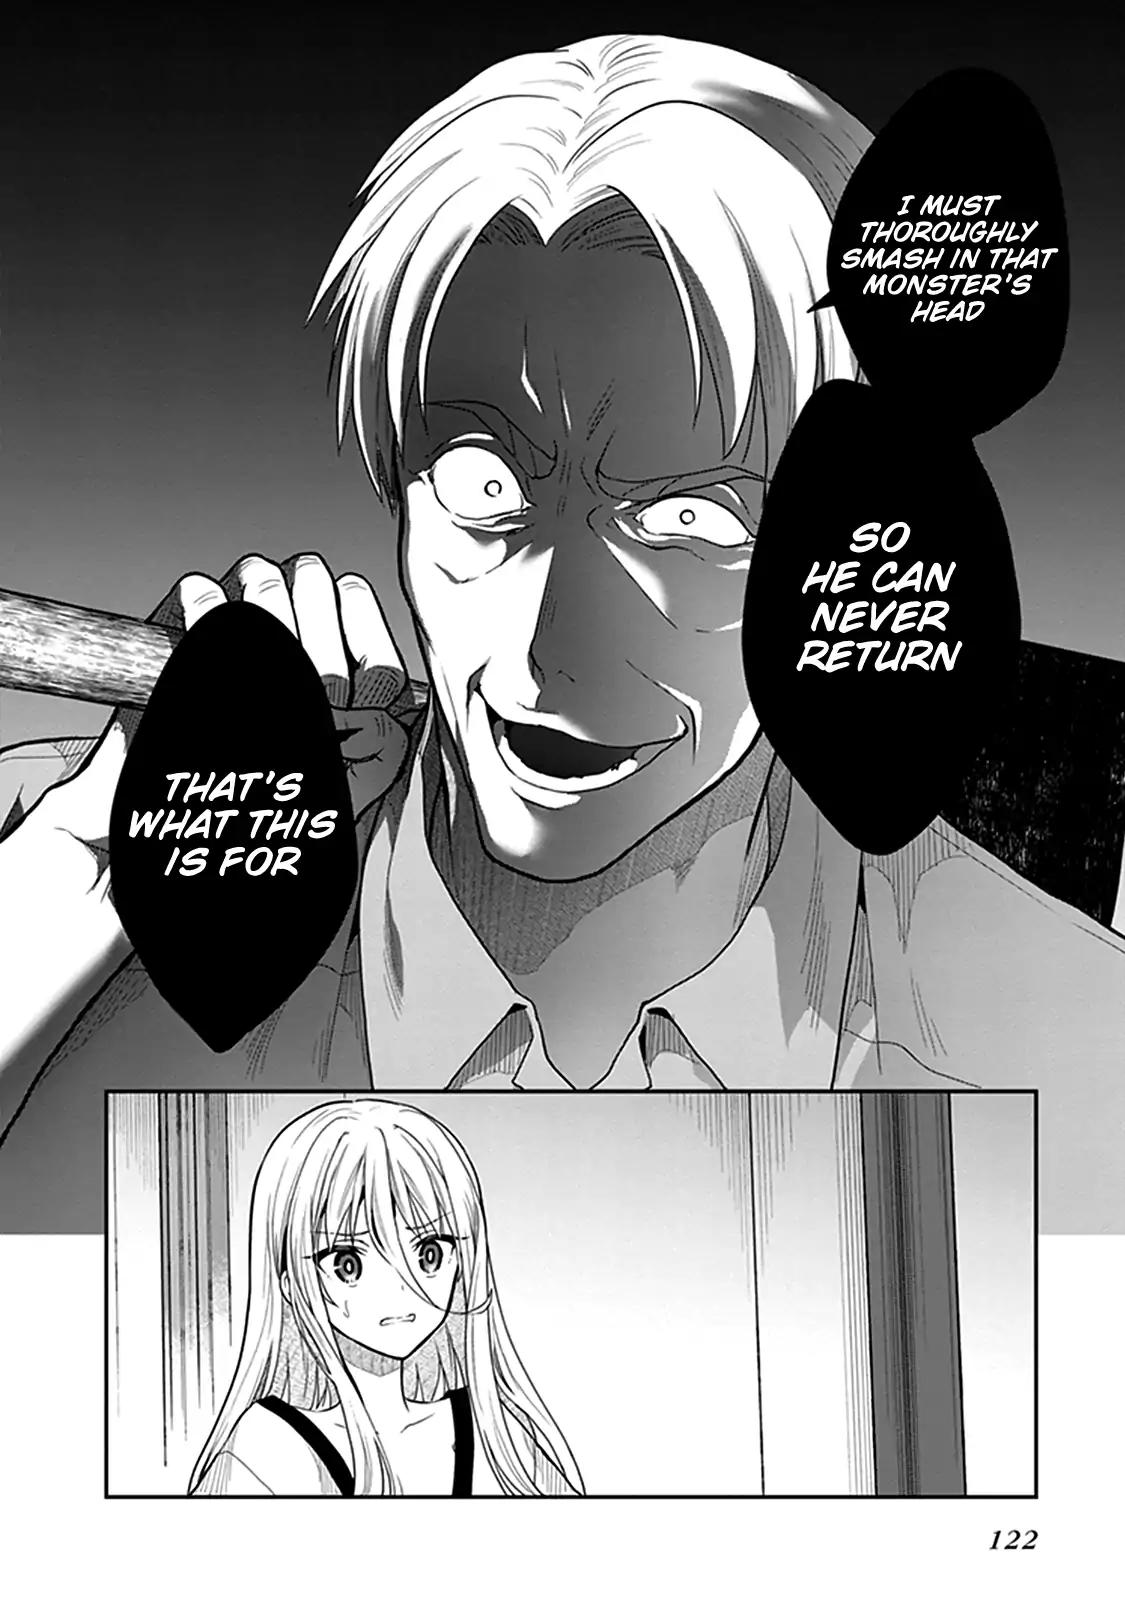 I MUST
THOROUGHLY
SMASH IN THAT
MONSTER'S
HEAD
SO
HE CAN
NEVER
RETURN
THAT'S
WHAT THIS
IS FOR
122